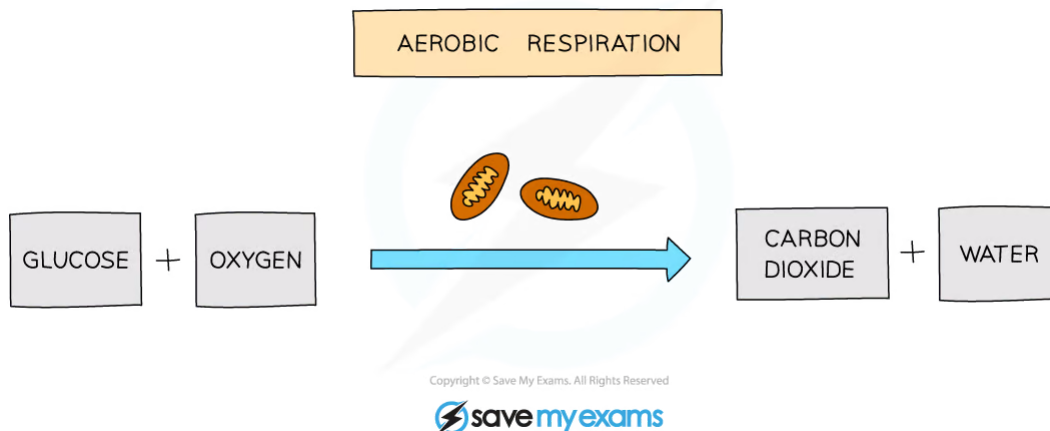 AEROBIC RESPIRATION
GLUCOSE + OXYGEN
CARBON
DIOXIDE
+ WATER
Copyright © Save My Exams. All Rights Reserved
save my exams